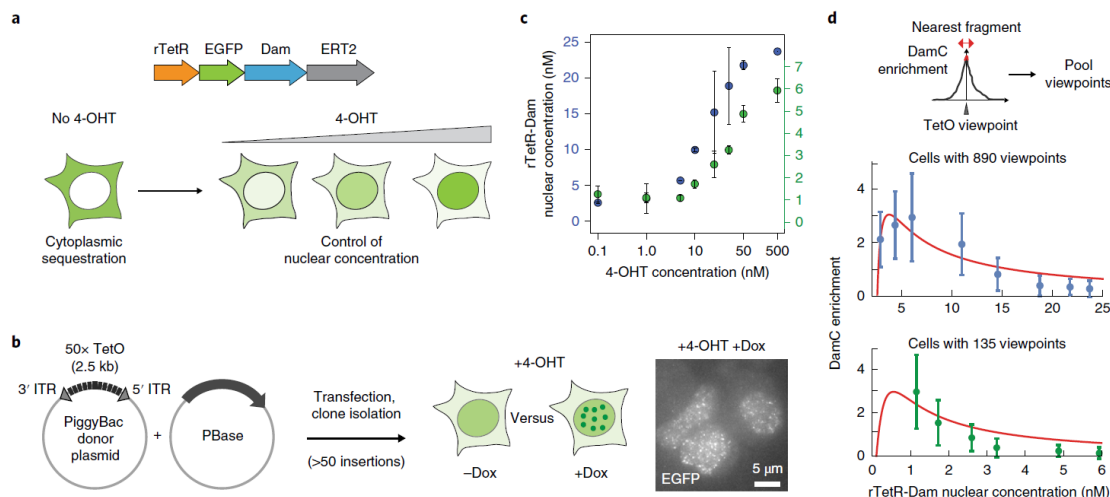 a
rTetR EGFP Dam ERT2
No 4-OHT
4-OHT
Cytoplasmic
sequestration
Control of
nuclear concentration
b
50× TetO
(2.5 kb)
3′ ITR
5′ ITR
PiggyBac
donor
plasmid
+
PBase
Transfection,
clone isolation
(>50 insertions)
+4-OHT
Versus
–Dox
+Dox
+4-OHT +Dox
EGFP
5 μm
c
rTetR-Dam
nuclear concentration (nM)
25
20
15
10
5
0
7
6
5
4
3
2
1
0
0.1 1.0 10 50 500
4-OHT concentration (nM)
d
Nearest fragment
DamC
enrichment
Pool
viewpoints
TetO viewpoint
DamC enrichment
Cells with 890 viewpoints
4
2
0
5 10 15 20 25
Cells with 135 viewpoints
4
2
0
0 1 2 3 4 5 6
rTetR-Dam nuclear concentration (nM)